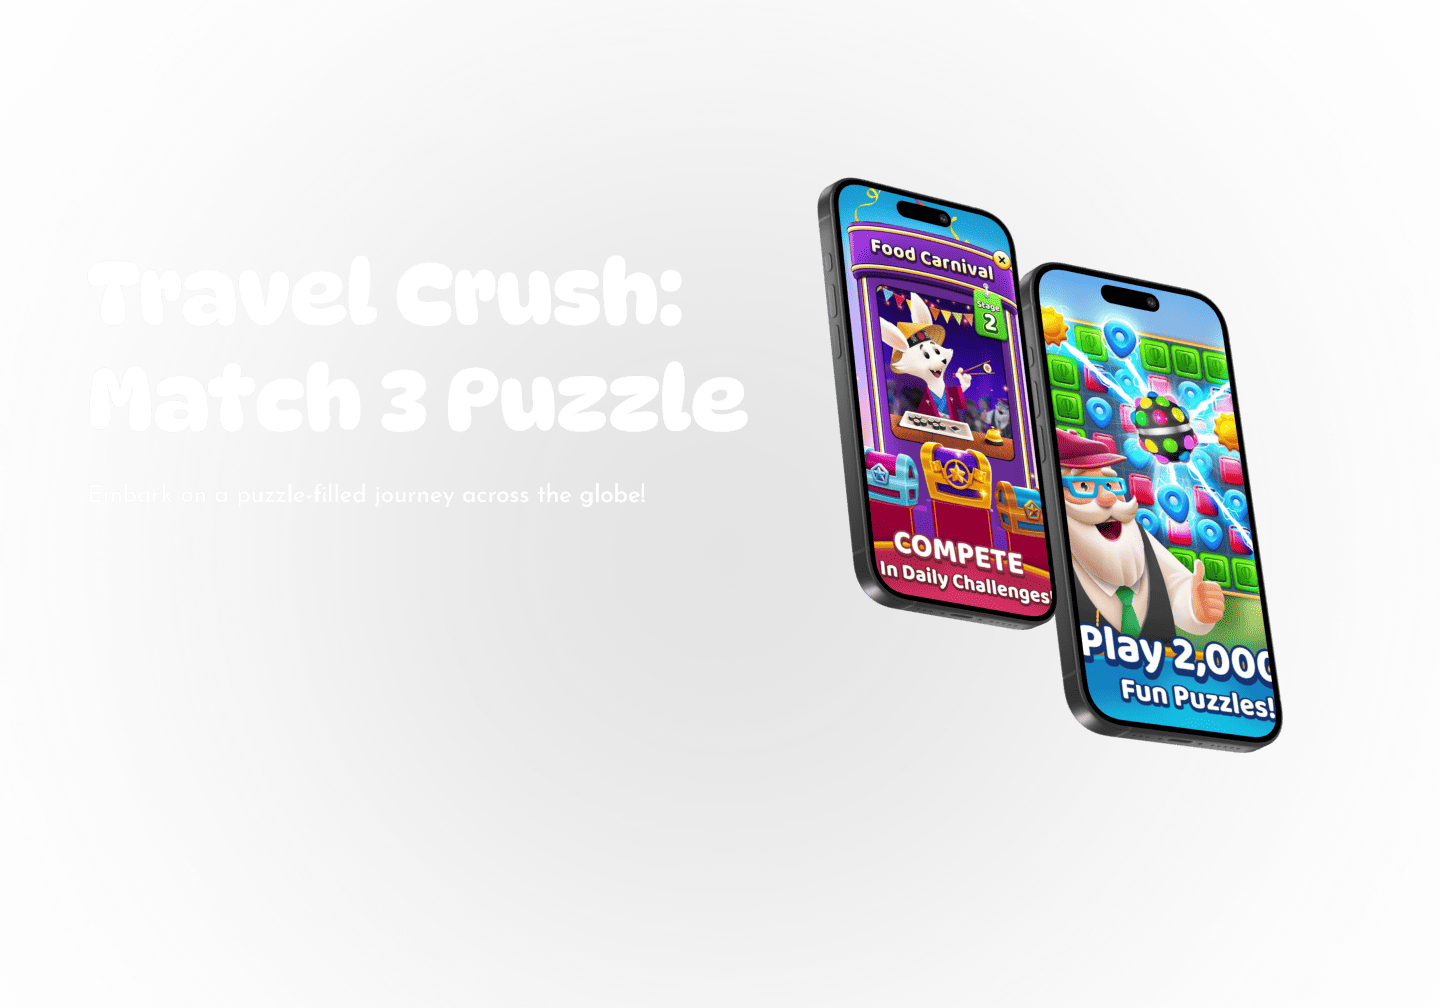 Travel Crush:
Match 3 Puzzle
Embark on a puzzle-filled journey across the globe!
Food Carnival
Stage
2
COMPETE
In Daily Challenges!
Play 2,000
Fun Puzzles!